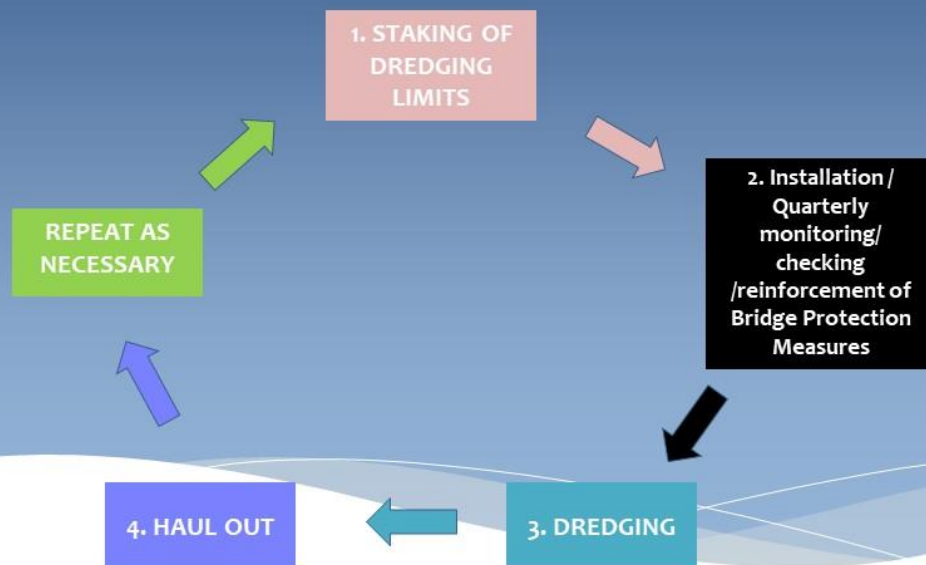 1. STAKING OF
DREDGING
LIMITS
2. Installation /
Quarterly
monitoring/
checking
/reinforcement of
Bridge Protection
Measures
3. DREDGING
4. HAUL OUT
REPEAT AS
NECESSARY